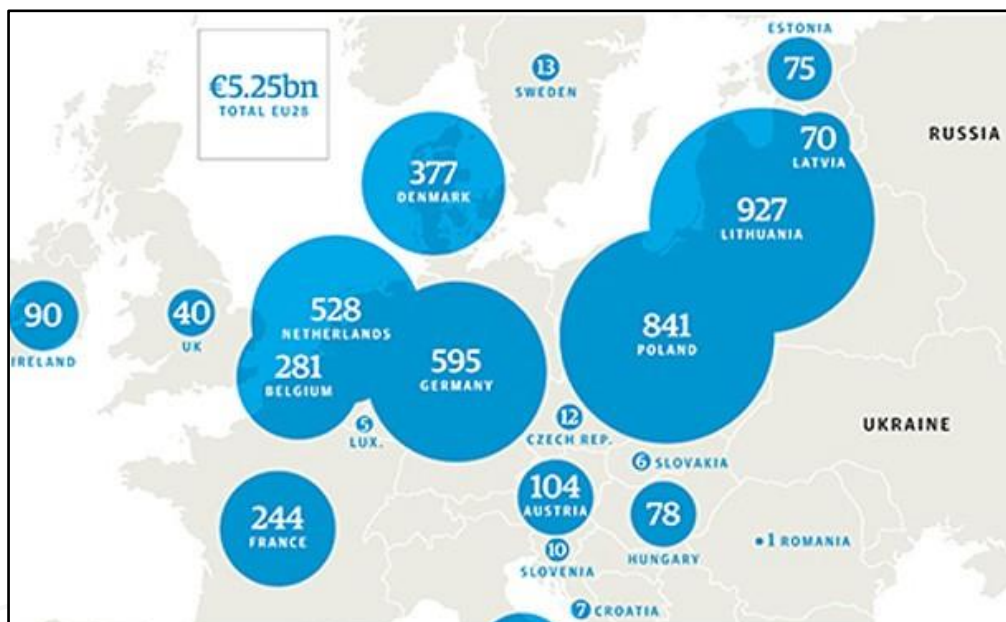 ESTONIA
75
€5.25bn
TOTAL EU28
13
SWEDEN
70
LATVIA
RUSSIA
377
DENMARK
927
LITHUANIA
90
IRELAND
40
UK
528
NETHERLANDS
281
BELGIUM
595
GERMANY
841
POLAND
5
LUX.
12
CZECH REP.
UKRAINE
6 SLOVAKIA
104
AUSTRIA
244
FRANCE
78
HUNGARY
1 ROMANIA
10
SLOVENIA
7 CROATIA